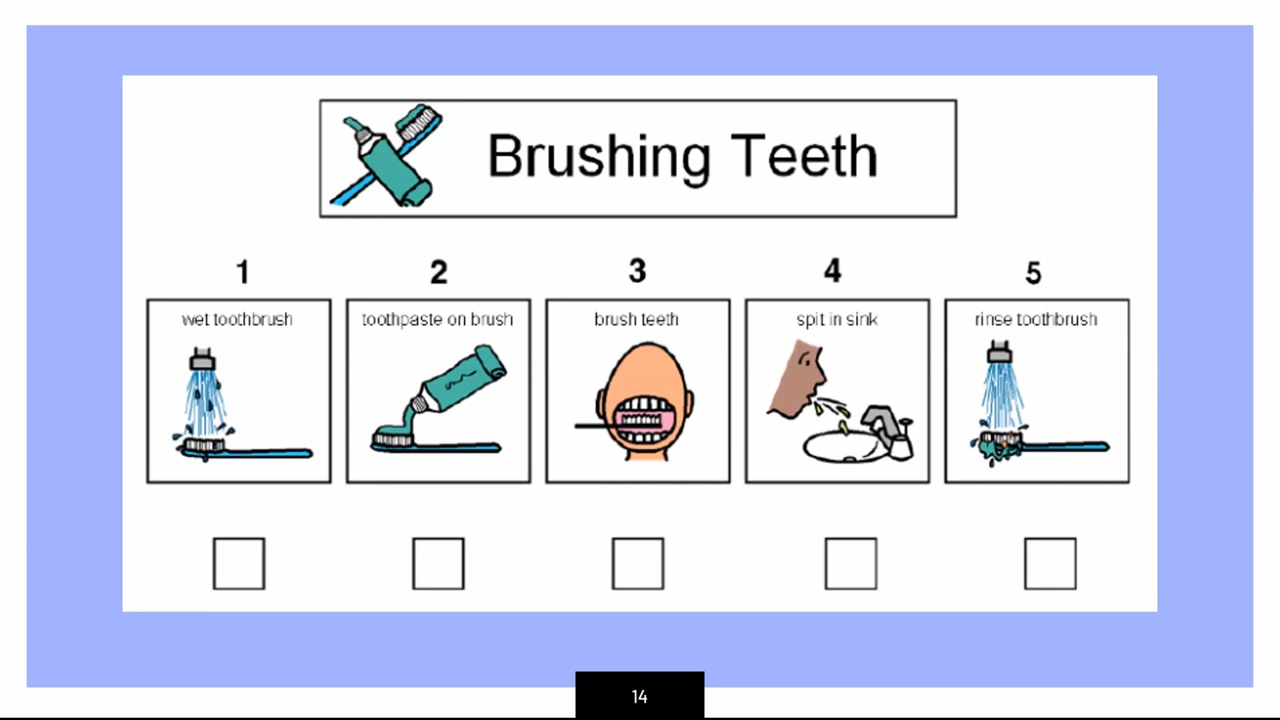 Brushing Teeth
1 2 3 4 5
wet toothbrush toothpaste on brush brush teeth spit in sink rinse toothbrush
14